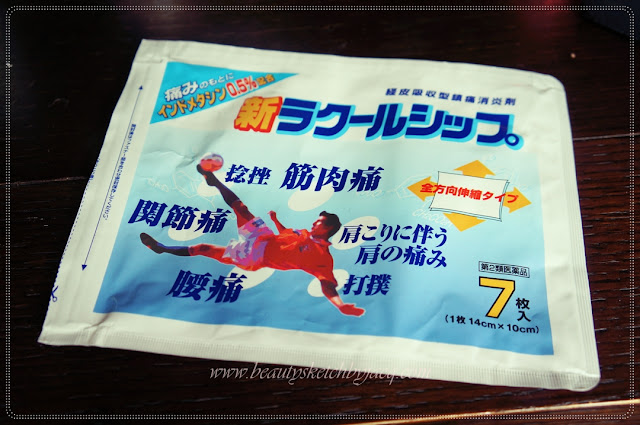 痛みのもとに
インドメタシン0.5%配合
経皮吸収型鎮痛消炎剤
新ラクールシップ。
捻挫 筋肉痛
全方向伸縮タイプ
関節痛
肩こりに伴う
肩の痛み
腰痛
打撲
第2類医薬品
7枚入
(1枚14cm×10cm)
www.beautysketchbyjacq.com